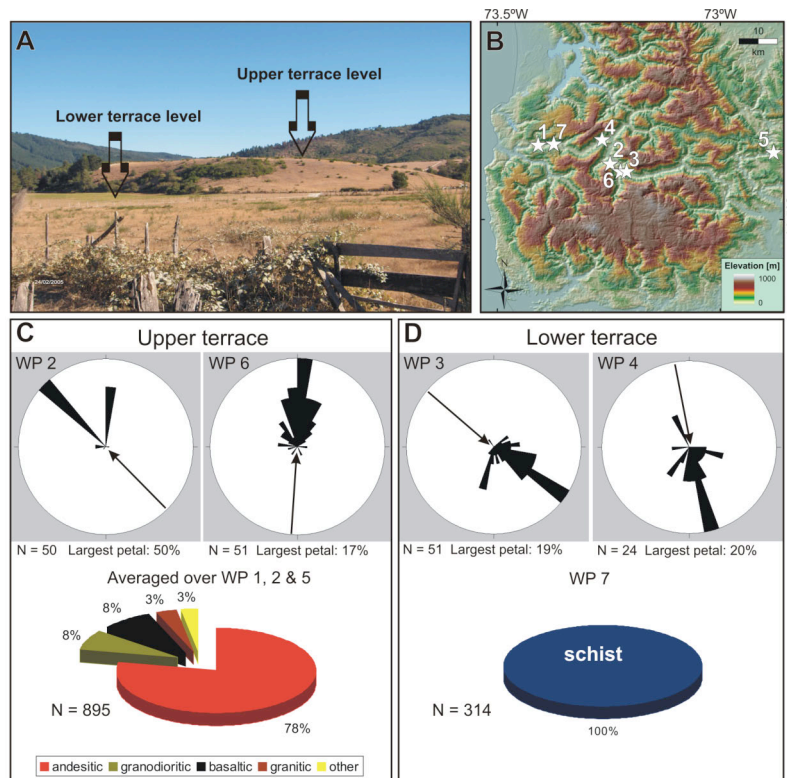 73.5W 73W
A
Upper terrace level
Lower terrace level
24/02/2005
B
10
km
1 7 4 2 3 6 5
Elevation [m]
1000
0
C Upper terrace
WP 2 WP 6
N = 50 Largest petal: 50% N = 51 Largest petal: 17%
Averaged over WP 1, 2 & 5
8% 8% 3% 3%
N = 895
78%
andesitic granodioritic basaltic granitic other
D Lower terrace
WP 3 WP 4
N = 51 Largest petal: 19% N = 24 Largest petal: 20%
WP 7
schist
N = 314
100%